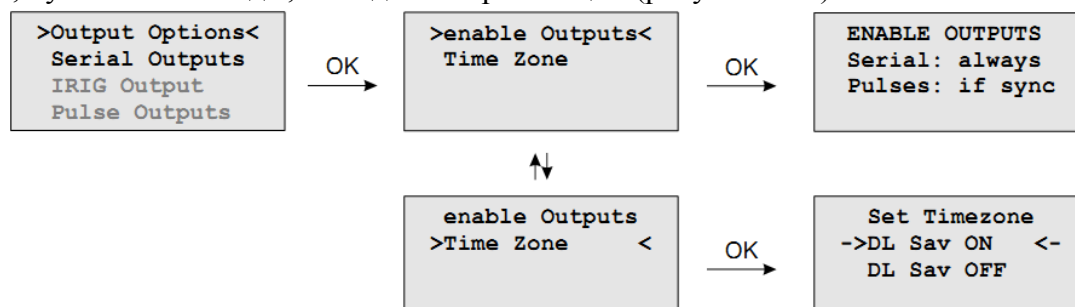 >Output Options<
Serial Outputs
IRIG Output
Pulse Outputs
OK
>enable Outputs<
Time Zone
OK
ENABLE OUTPUTS
Serial: always
Pulses: if sync
enable Outputs
>Time Zone <
OK
Set Timezone
->DL Sav ON <-
DL Sav OFF